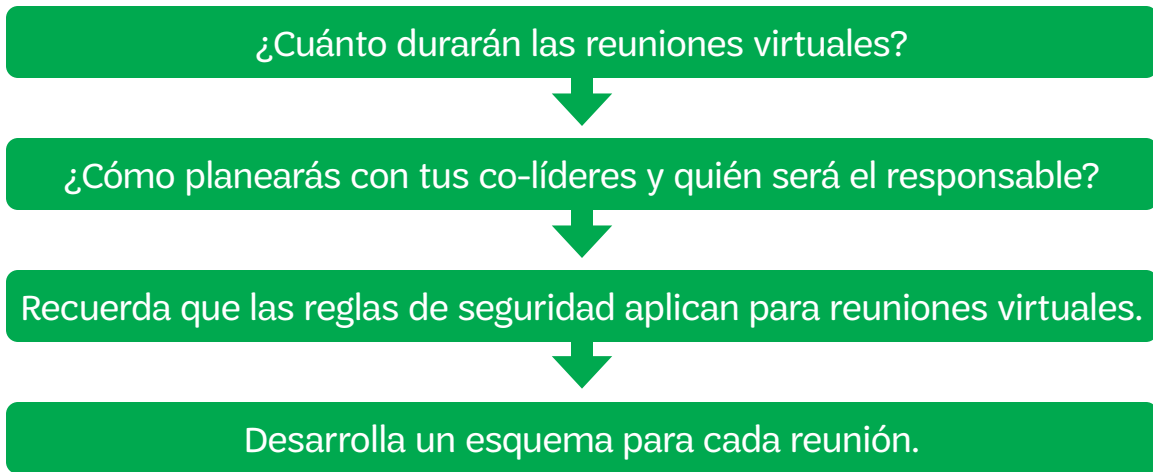 ¿Cuánto durarán las reuniones virtuales?
¿Cómo planearás con tus co-líderes y quién será el responsable?
Recuerda que las reglas de seguridad aplican para reuniones virtuales.
Desarrolla un esquema para cada reunión.